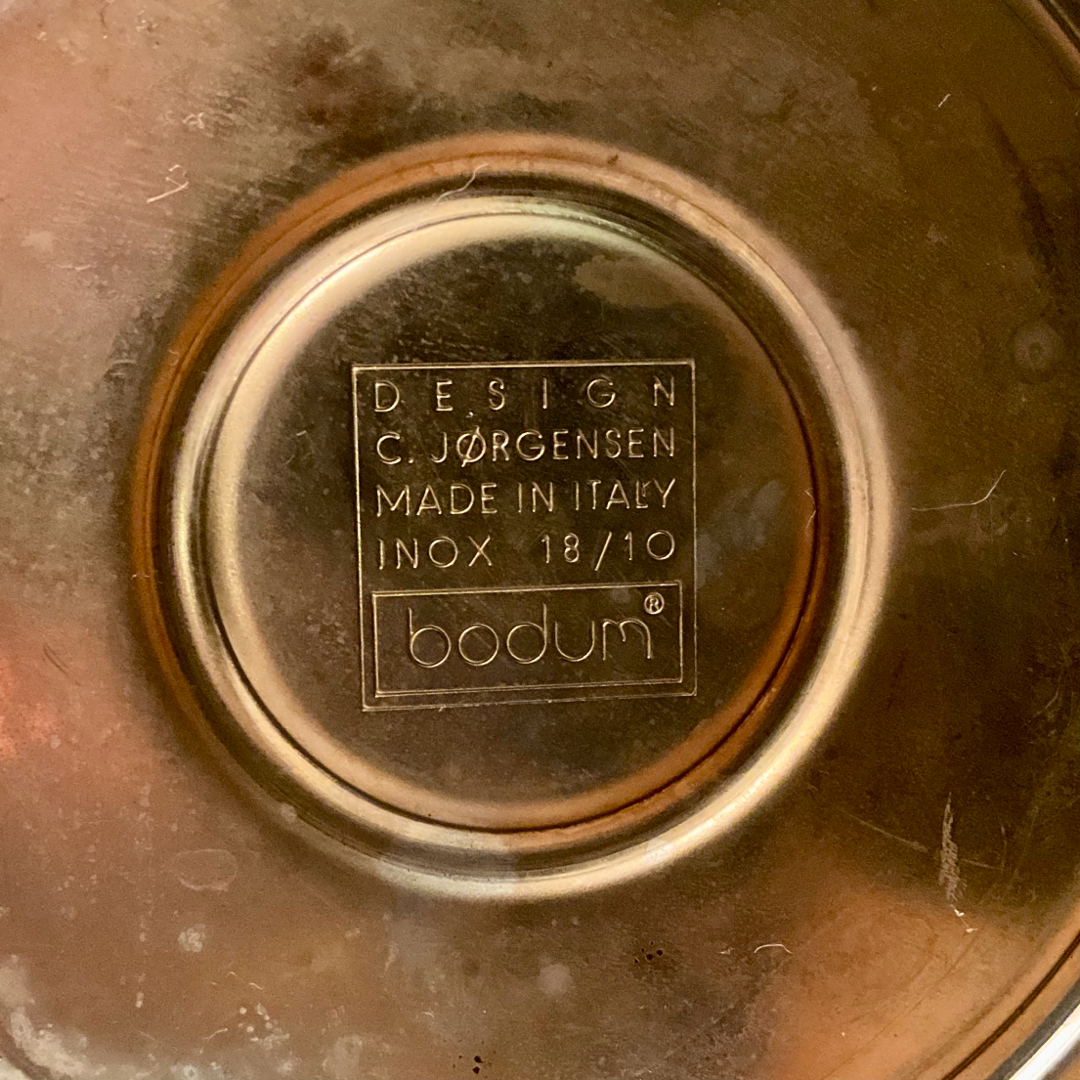 DESIGN
C. JØRGENSEN
MADE IN ITALY
INOX 18/10
bodum®